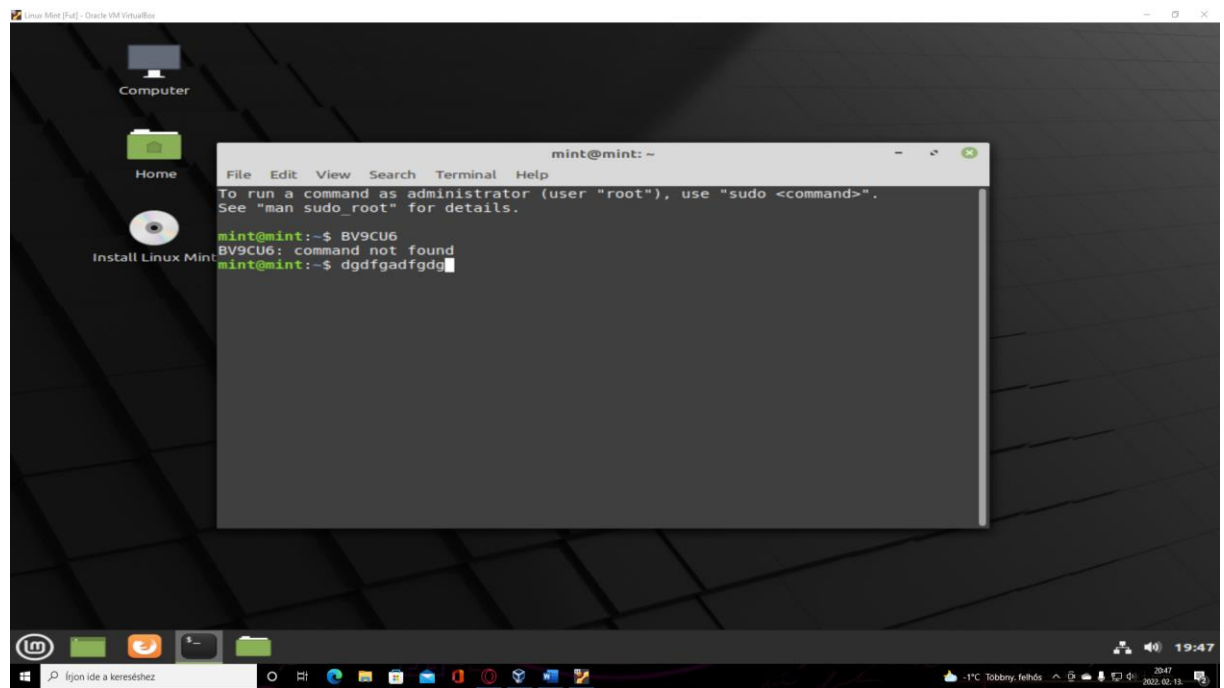 Linux Mint [Fut] - Oracle VM VirtualBox
Computer
Home
Install Linux Mint
mint@mint: ~
File Edit View Search Terminal Help
To run a command as administrator (user "root"), use "sudo <command>".
See "man sudo_root" for details.
mint@mint:~$ BV9CU6
BV9CU6: command not found
mint@mint:~$ dgdfgadfgdg
19:47
Írjon ide a kereséshez
-1°C Többny. felhős
20:47
2022. 02. 13.